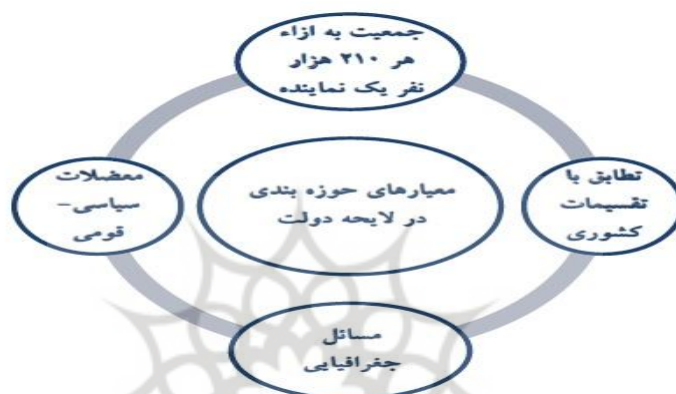 جمعیت به ازاء
هر ۲۱۰ هزار
نفر یک نماینده
تطابق با
تقسیمات
کشوری
معیارهای حوزه بندی
در لایحه دولت
معضلات
سیاسی-
قومی
مسائل
جغرافیایی